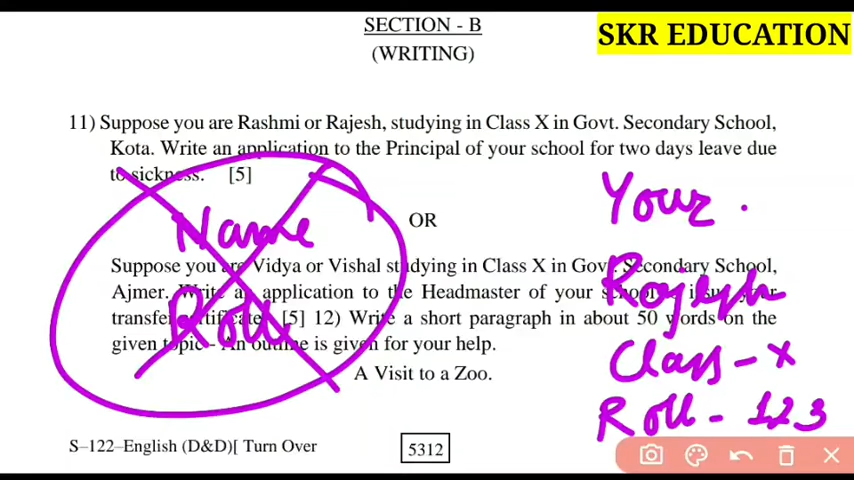 SECTION - B
SKR EDUCATION
(WRITING)
11) Suppose you are Rashmi or Rajesh, studying in Class X in Govt. Secondary School,
Kota. Write an application to the Principal of your school for two days leave due
to sickness. [5]
Your .
Name
OR
Suppose you are Vidya or Vishal studying in Class X in Govt. Secondary School,
Rajesh
Ajmer. Write an application to the Headmaster of your school to issue your
Roll
transfer certificate. [5] 12) Write a short paragraph in about 50 words on the
given topic - An outline is given for your help.
Class - X
A Visit to a Zoo.
Roll - 123
S–122–English (D&D)[ Turn Over
5312